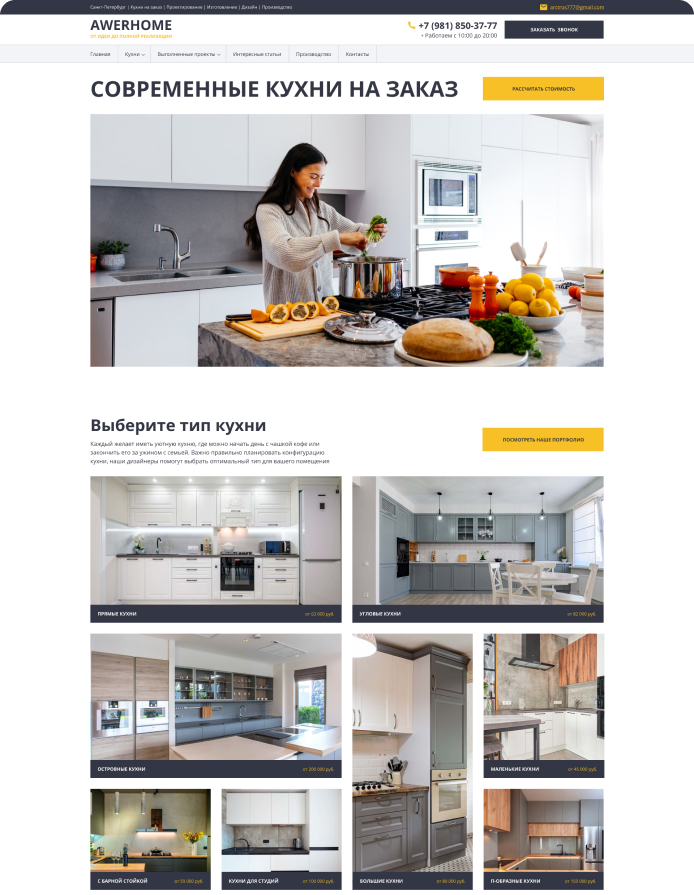 Санкт-Петербург | Кухни на заказ | Проектирование | Изготовление | Дизайн | Производство
arctros777@gmail.com
AWERHOME
от идеи до полной реализации
+7 (981) 850-37-77
• Работаем с 10:00 до 20:00
ЗАКАЗАТЬ ЗВОНОК
Главная
Кухни
Выполненные проекты
Интересные статьи
Производство
Контакты
СОВРЕМЕННЫЕ КУХНИ НА ЗАКАЗ
РАССЧИТАТЬ СТОИМОСТЬ
Выберите тип кухни
Каждый желает иметь уютную кухню, где можно начать день с чашкой кофе или
закончить его за ужином с семьей. Важно правильно планировать конфигурацию
кухни, наши дизайнеры помогут выбрать оптимальный тип для вашего помещения
ПОСМОТРЕТЬ НАШЕ ПОРТФОЛИО
ПРЯМЫЕ КУХНИ
от 53 600 руб.
УГЛОВЫЕ КУХНИ
от 82 000 руб.
ОСТРОВНЫЕ КУХНИ
от 200 000 руб.
МАЛЕНЬКИЕ КУХНИ
от 45 000 руб.
С БАРНОЙ СТОЙКОЙ
от 59 000 руб.
КУХНИ ДЛЯ СТУДИЙ
от 100 000 руб.
БОЛЬШИЕ КУХНИ
от 88 000 руб.
П-ОБРАЗНЫЕ КУХНИ
от 150 000 руб.